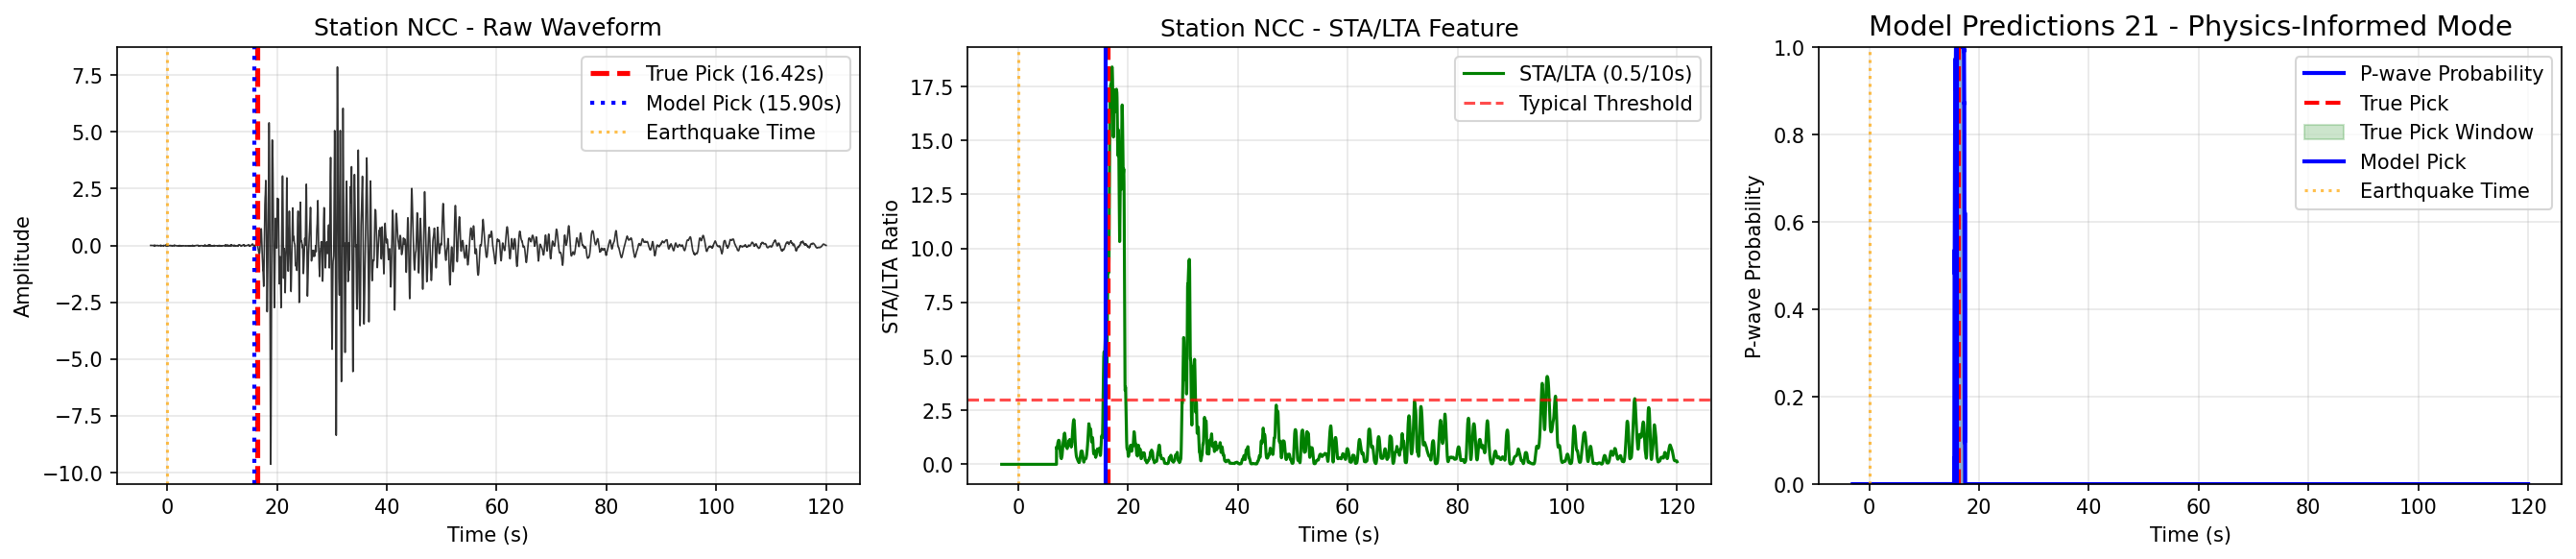 Station NCC - Raw Waveform
True Pick (16.42s)
Model Pick (15.90s)
Earthquake Time
Amplitude
7.5
5.0
2.5
0.0
−2.5
−5.0
−7.5
−10.0
0 20 40 60 80 100 120
Time (s)
Station NCC - STA/LTA Feature
STA/LTA (0.5/10s)
Typical Threshold
STA/LTA Ratio
17.5
15.0
12.5
10.0
7.5
5.0
2.5
0.0
0 20 40 60 80 100 120
Time (s)
Model Predictions 21 - Physics-Informed Mode
P-wave Probability
True Pick
True Pick Window
Model Pick
Earthquake Time
P-wave Probability
1.0
0.8
0.6
0.4
0.2
0.0
0 20 40 60 80 100 120
Time (s)